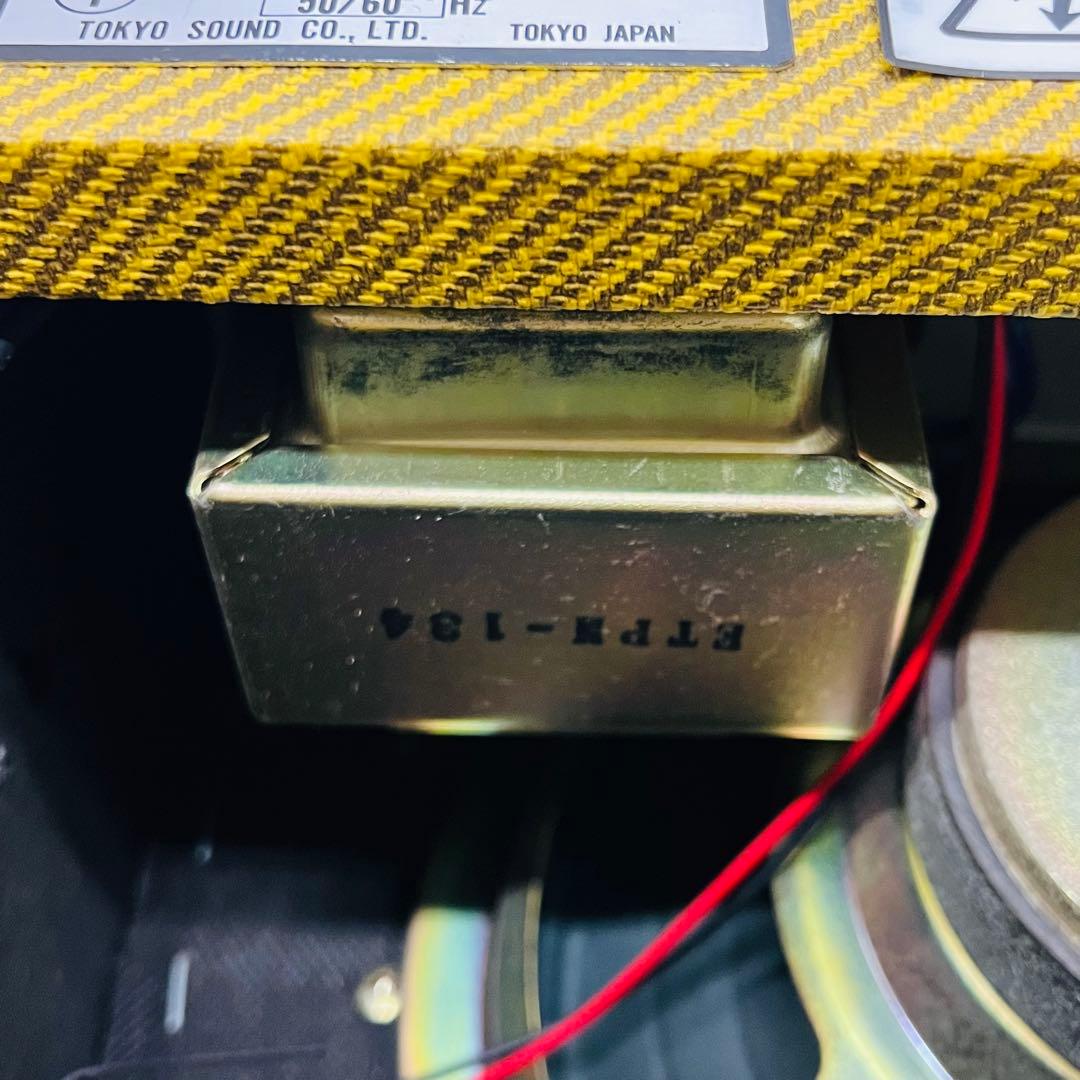 50/60 Hz
TOKYO SOUND CO., LTD. TOKYO JAPAN
ETPM-134